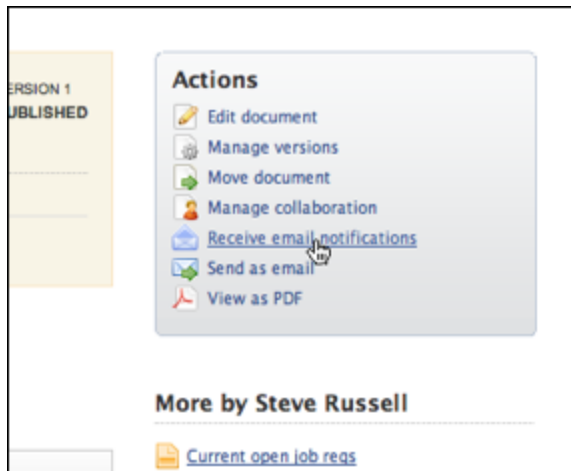 ERSION 1
UBLISHED
Actions
Edit document
Manage versions
Move document
Manage collaboration
Receive email notifications
Send as email
View as PDF
More by Steve Russell
Current open job reqs